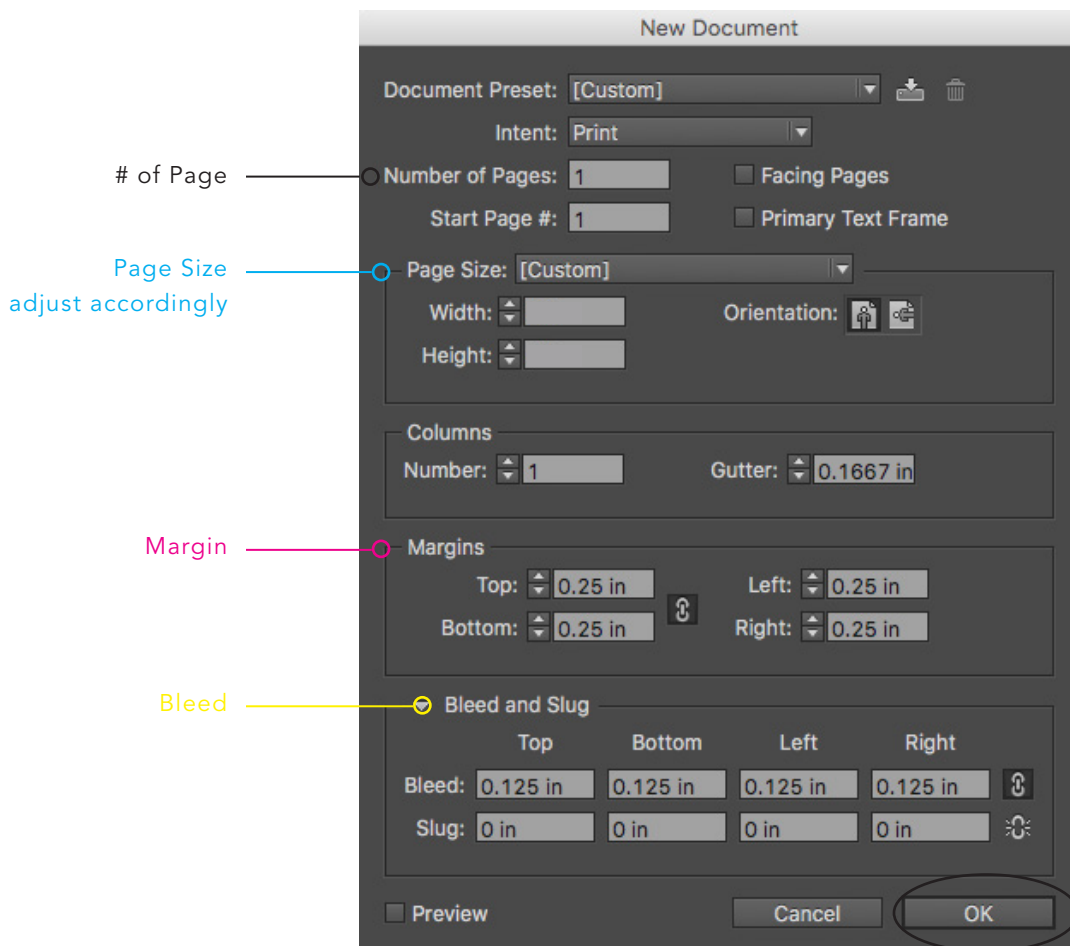 New Document
Document Preset: [Custom]
Intent: Print
# of Page
Number of Pages: 1 Facing Pages
Start Page #: 1 Primary Text Frame
Page Size
adjust accordingly
Page Size: [Custom]
Width: Orientation:
Height:
Columns
Number: 1 Gutter: 0.1667 in
Margin
Margins
Top: 0.25 in Left: 0.25 in
Bottom: 0.25 in Right: 0.25 in
Bleed
Bleed and Slug
Top Bottom Left Right
Bleed: 0.125 in 0.125 in 0.125 in 0.125 in
Slug: 0 in 0 in 0 in 0 in
Preview Cancel OK